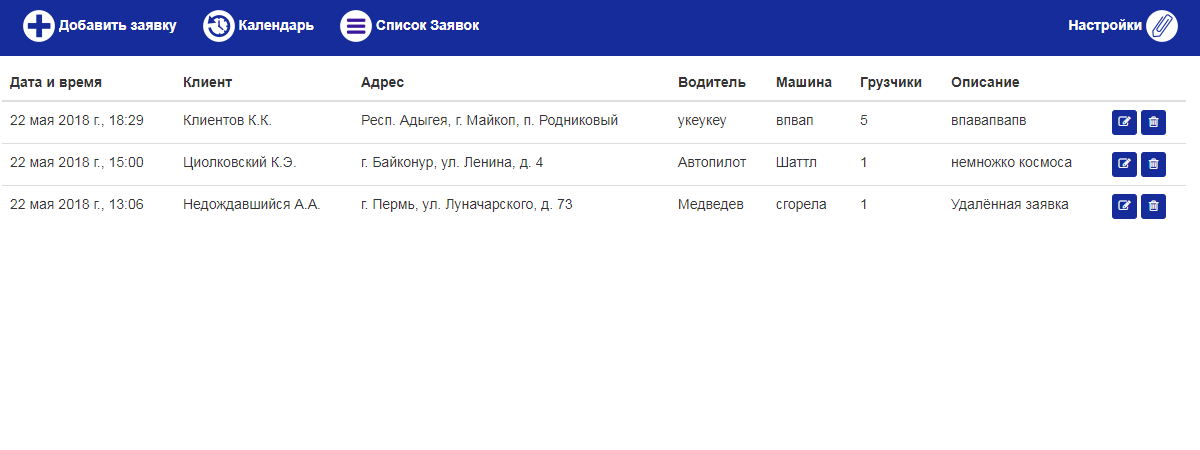 Добавить заявку Календарь Список Заявок Настройки
Дата и время Клиент Адрес Водитель Машина Грузчики Описание
22 мая 2018 г., 18:29 Клиентов К.К. Респ. Адыгея, г. Майкоп, п. Родниковый укеукеу впвап 5 впавапвапв
22 мая 2018 г., 15:00 Циолковский К.Э. г. Байконур, ул. Ленина, д. 4 Автопилот Шаттл 1 немножко космоса
22 мая 2018 г., 13:06 Недождавшийся А.А. г. Пермь, ул. Луначарского, д. 73 Медведев сгорела 1 Удалённая заявка